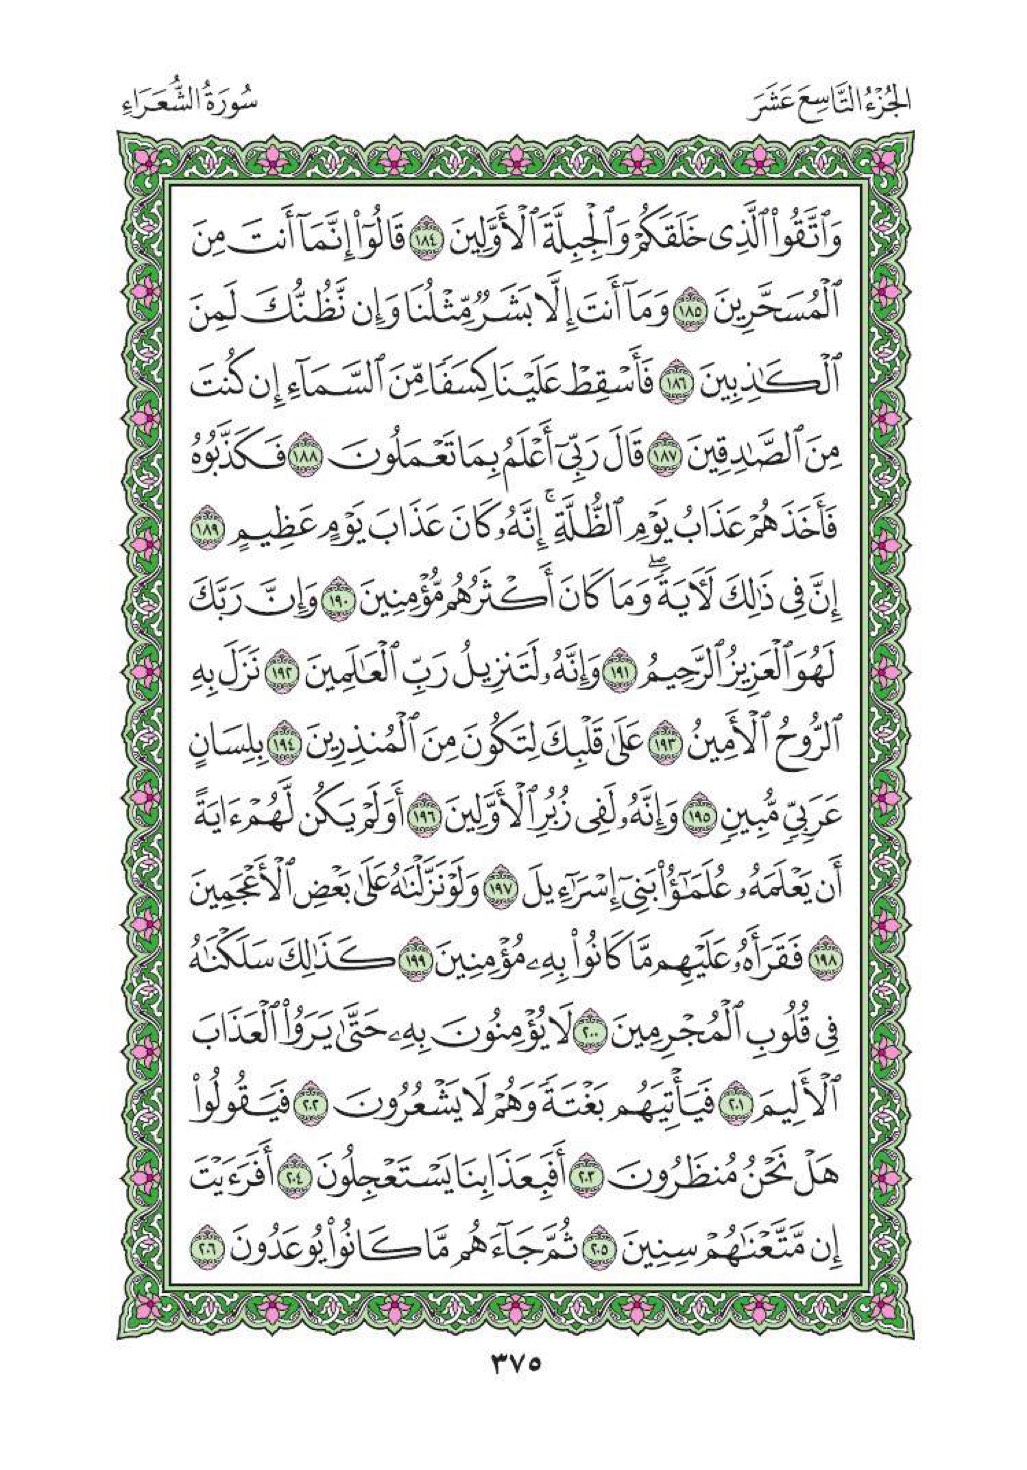 الجُزْءُ التَّاسِعَ عَشَرَ
سُورَةُ الشُّعَرَاءِ
وَٱتَّقُوا۟ ٱلَّذِى خَلَقَكُمْ وَٱلْجِبِلَّةَ ٱلْأَوَّلِينَ ١٨٤ قَالُوٓا۟ إِنَّمَآ أَنتَ مِنَ
ٱلْمُسَحَّرِينَ ١٨٥ وَمَآ أَنتَ إِلَّا بَشَرٌ مِّثْلُنَا وَإِن نَّظُنُّكَ لَمِنَ
ٱلْكَـٰذِبِينَ ١٨٦ فَأَسْقِطْ عَلَيْنَا كِسَفًا مِّنَ ٱلسَّمَآءِ إِن كُنتَ
مِنَ ٱلصَّـٰدِقِينَ ١٨٧ قَالَ رَبِّىٓ أَعْلَمُ بِمَا تَعْمَلُونَ ١٨٨ فَكَذَّبُوهُ
فَأَخَذَهُمْ عَذَابُ يَوْمِ ٱلظُّلَّةِ ۚ إِنَّهُۥ كَانَ عَذَابَ يَوْمٍ عَظِيمٍ ١٨٩
إِنَّ فِى ذَٰلِكَ لَـَٔايَةً ۖ وَمَا كَانَ أَكْثَرُهُم مُّؤْمِنِينَ ١٩٠ وَإِنَّ رَبَّكَ
لَهُوَ ٱلْعَزِيزُ ٱلرَّحِيمُ ١٩١ وَإِنَّهُۥ لَتَنزِيلُ رَبِّ ٱلْعَـٰلَمِينَ ١٩٢ نَزَلَ بِهِ
ٱلرُّوحُ ٱلْأَمِينُ ١٩٣ عَلَىٰ قَلْبِكَ لِتَكُونَ مِنَ ٱلْمُنذِرِينَ ١٩٤ بِلِسَانٍ
عَرَبِىٍّ مُّبِينٍ ١٩٥ وَإِنَّهُۥ لَفِى زُبُرِ ٱلْأَوَّلِينَ ١٩٦ أَوَلَمْ يَكُن لَّهُمْ ءَايَةً
أَن يَعْلَمَهُۥ عُلَمَـٰٓؤُا۟ بَنِىٓ إِسْرَٰٓءِيلَ ١٩٧ وَلَوْ نَزَّلْنَـٰهُ عَلَىٰ بَعْضِ ٱلْأَعْجَمِينَ
١٩٨ فَقَرَأَهُۥ عَلَيْهِم مَّا كَانُوا۟ بِهِۦ مُؤْمِنِينَ ١٩٩ كَذَٰلِكَ سَلَكْنَـٰهُ
فِى قُلُوبِ ٱلْمُجْرِمِينَ ٢٠٠ لَا يُؤْمِنُونَ بِهِۦ حَتَّىٰ يَرَوُا۟ ٱلْعَذَابَ
ٱلْأَلِيمَ ٢٠١ فَيَأْتِيَهُم بَغْتَةً وَهُمْ لَا يَشْعُرُونَ ٢٠٢ فَيَقُولُوا۟
هَلْ نَحْنُ مُنظَرُونَ ٢٠٣ أَفَبِعَذَابِنَا يَسْتَعْجِلُونَ ٢٠٤ أَفَرَءَيْتَ
إِن مَّتَّعْنَـٰهُمْ سِنِينَ ٢٠٥ ثُمَّ جَآءَهُم مَّا كَانُوا۟ يُوعَدُونَ ٢٠٦
٣٧٥